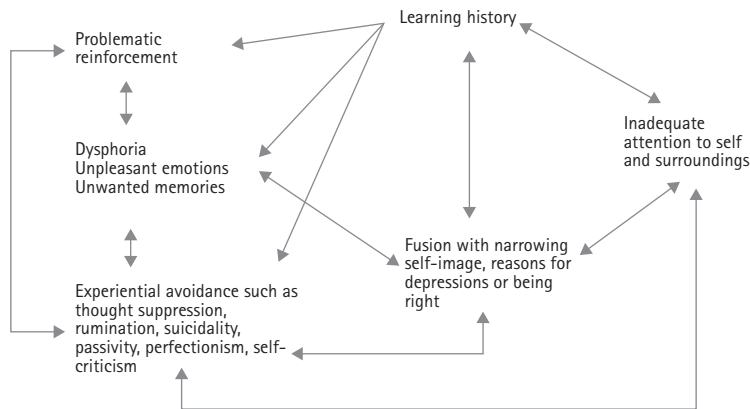 Learning history
Problematic
reinforcement
Inadequate
attention to self
and surroundings
Dysphoria
Unpleasant emotions
Unwanted memories
Fusion with narrowing
self-image, reasons for
depressions or being
right
Experiential avoidance such as
thought suppression,
rumination, suicidality,
passivity, perfectionism, self-
criticism